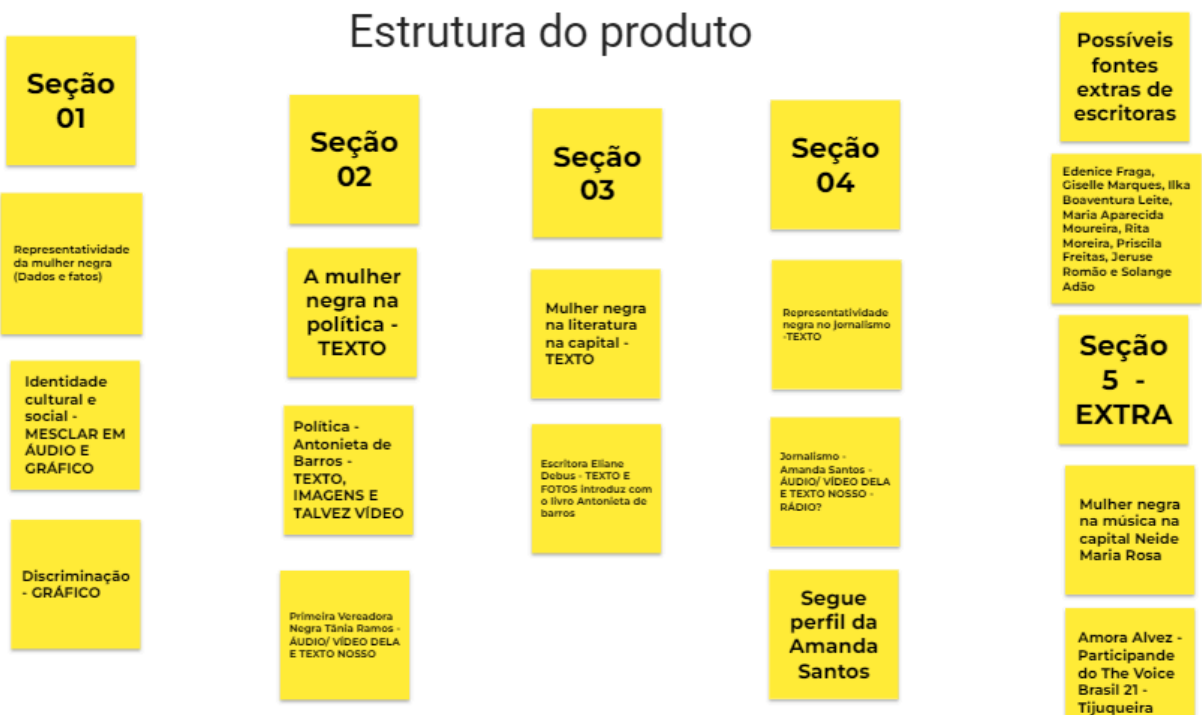 Estrutura do produto
Seção
01
Representatividade
da mulher negra
(Dados e fatos)
Identidade
cultural e
social -
MESCLAR EM
ÁUDIO E
GRÁFICO
Discriminação
- GRÁFICO
Seção
02
A mulher
negra na
política -
TEXTO
Política -
Antonieta de
Barros -
TEXTO,
IMAGENS E
TALVEZ VÍDEO
Primeira Vereadora
Negra Tânia Ramos -
ÁUDIO/ VÍDEO DELA
E TEXTO NOSSO
Seção
03
Mulher negra
na literatura
na capital -
TEXTO
Escritora Eliane
Debus - TEXTO E
FOTOS introduz com
o livro Antonieta de
barros
Seção
04
Representatividade
negra no jornalismo
-TEXTO
Jornalismo -
Amanda Santos -
ÁUDIO/ VÍDEO DELA
E TEXTO NOSSO -
RÁDIO?
Segue
perfil da
Amanda
Santos
Possíveis
fontes
extras de
escritoras
Edenice Fraga,
Giselle Marques, Ilka
Boaventura Leite,
Maria Aparecida
Moureira, Rita
Moreira, Priscila
Freitas, Jeruse
Romão e Solange
Adão
Seção
5 -
EXTRA
Mulher negra
na música na
capital Neide
Maria Rosa
Amora Alvez -
Participande
do The Voice
Brasil 21 -
Tijuqueira